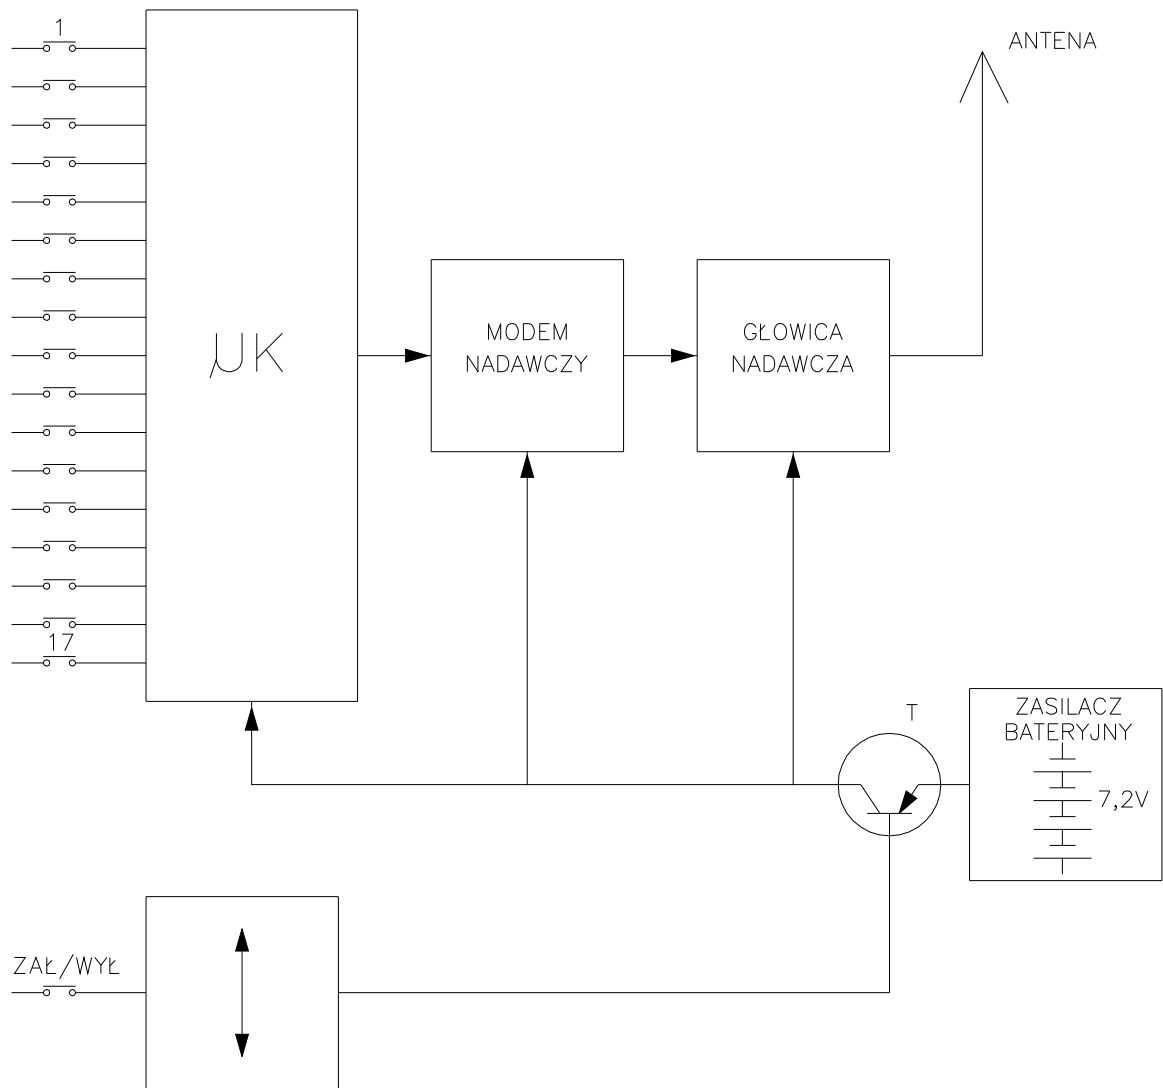 1
ANTENA
µK
MODEM
NADAWCZY
GŁOWICA
NADAWCZA
17
T
ZASILACZ
BATERYJNY
7,2V
ZAŁ/WYŁ